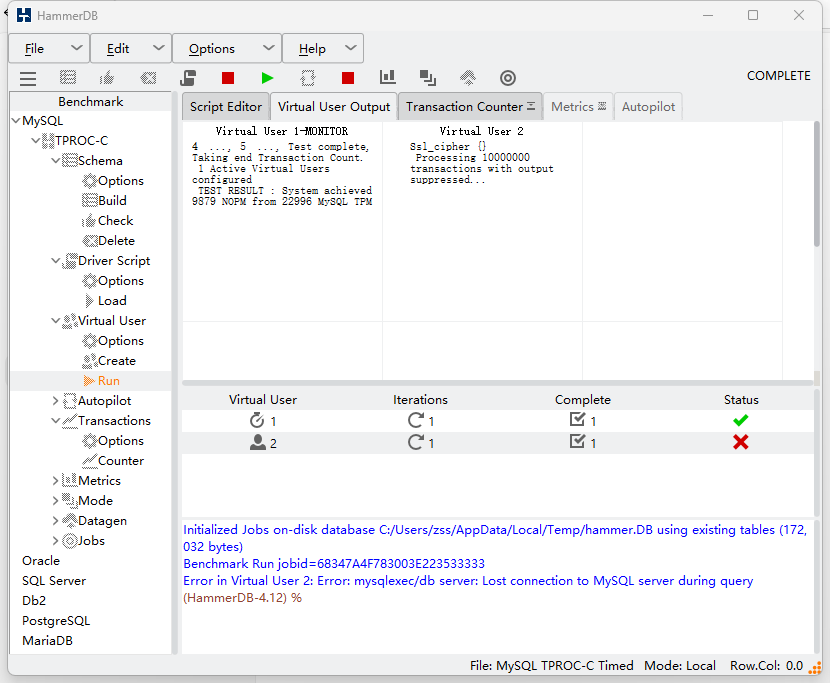 HammerDB
File Edit Options Help
COMPLETE
Benchmark
MySQL
TPROC-C
Schema
Options
Build
Check
Delete
Driver Script
Options
Load
Virtual User
Options
Create
Run
Autopilot
Transactions
Options
Counter
Metrics
Mode
Datagen
Jobs
Oracle
SQL Server
Db2
PostgreSQL
MariaDB
Script Editor Virtual User Output Transaction Counter Metrics Autopilot
Virtual User 1-MONITOR
4 ..., 5 ..., Test complete,
Taking end Transaction Count.
1 Active Virtual Users
configured
TEST RESULT : System achieved
9879 NOPM from 22996 MySQL TPM
Virtual User 2
Ssl_cipher {}
Processing 10000000
transactions with output
suppressed...
Virtual User Iterations Complete Status
1 1 1
2 1 1
Initialized Jobs on-disk database C:/Users/zss/AppData/Local/Temp/hammer.DB using existing tables (172,
032 bytes)
Benchmark Run jobid=68347A4F783003E223533333
Error in Virtual User 2: Error: mysqlexec/db server: Lost connection to MySQL server during query
(HammerDB-4.12) %
File: MySQL TPROC-C Timed Mode: Local Row.Col: 0.0